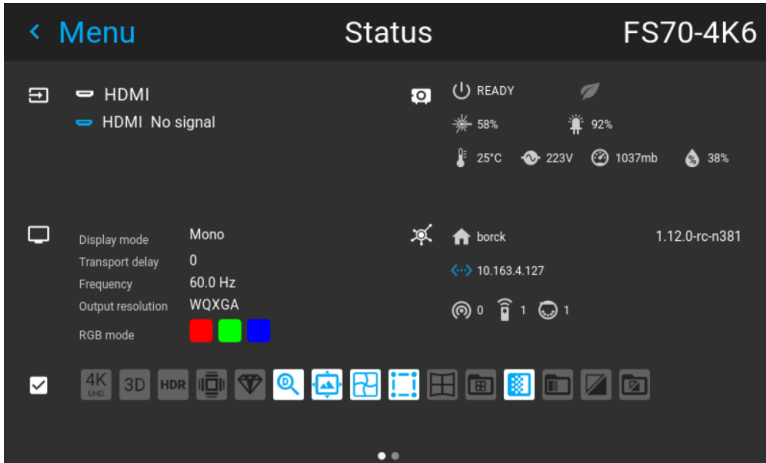 Menu
Status
FS70-4K6
HDMI
HDMI No signal
READY
58%
92%
25°C
223V
1037mb
38%
Display mode Mono
Transport delay 0
Frequency 60.0 Hz
Output resolution WQXGA
RGB mode
borck
1.12.0-rc-n381
10.163.4.127
0
1
1
4K
UHD
3D
HDR
D